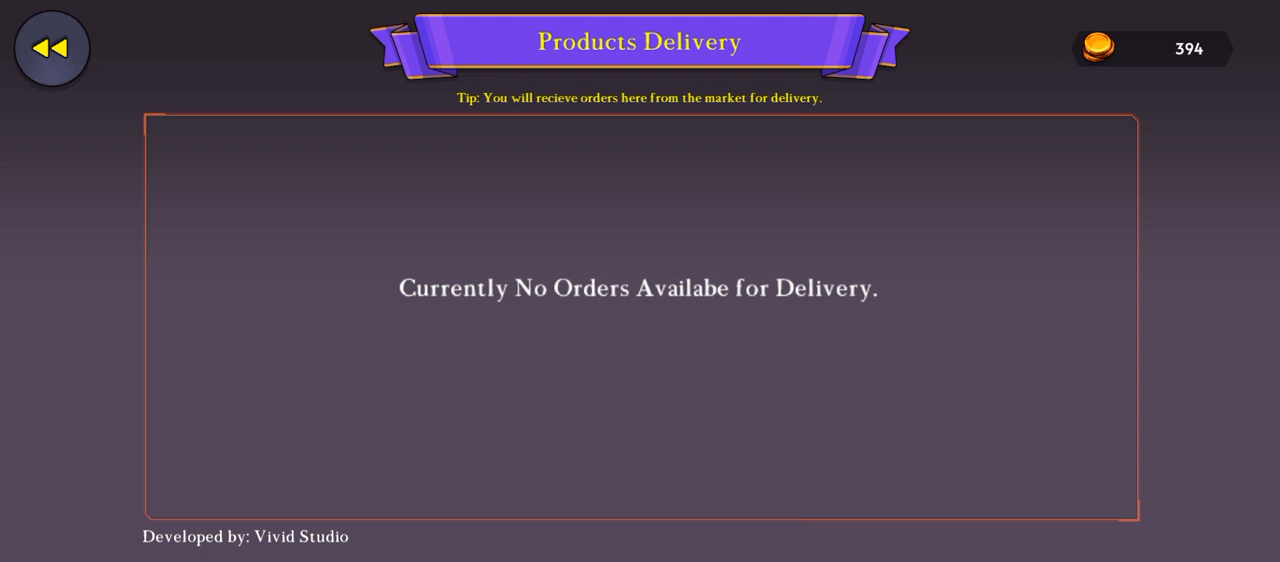 Products Delivery
394
Tip: You will recieve orders here from the market for delivery.
Currently No Orders Availabe for Delivery.
Developed by: Vivid Studio